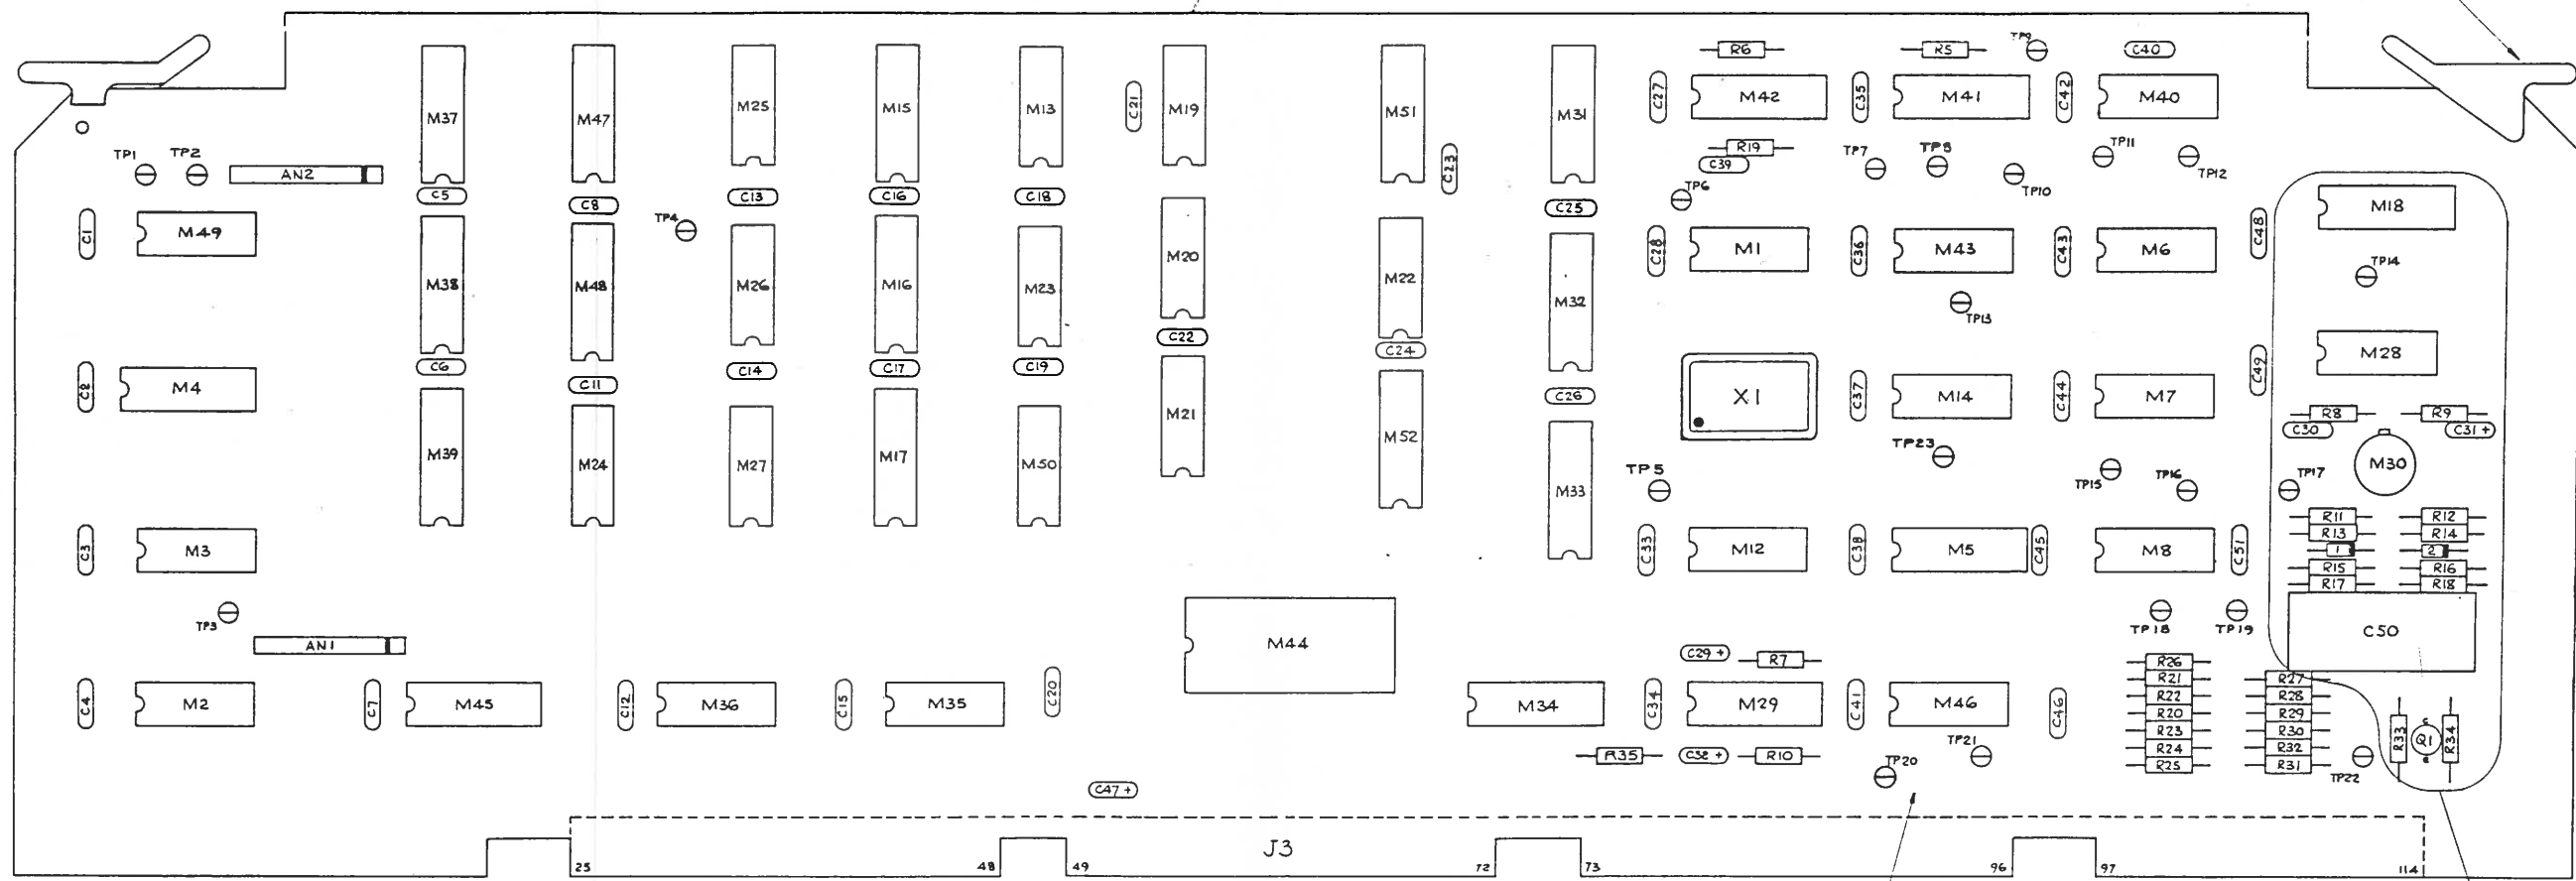 R6 R5 TP9 C40
M37 M47 M25 M15 M13 C21 M19 M51 M31 C27 M42 C35 M41 C42 M40
TP1 TP2 AN2 C23 R19 C39 TP7 TP8 TP10 TP11 TP12
C5 C8 C13 C16 C18 C25 TP6 M18
C1 M49 TP4 C28 M1 C36 M43 C43 M6 C48
M38 M48 M26 M16 M23 M20 M22 M32 TP14
TP13
C6 C11 C14 C17 C19 C22 C24 C26 M28
C2 M4 X1 C37 M14 C44 M7 C49
M39 M24 M27 M17 M50 M21 M52 M33 R8 R9
C30 C31+
TP23 M30
TP5 TP15 TP16 TP17
R11 R12
R13 R14
C3 M3 C33 M12 C38 M5 C45 M8 C51 1 2
R15 R16
R17 R18
TP3 TP18 TP19
AN1 M44 C50
C29+ R7 R26
R21 R27
C4 M2 C7 M45 C12 M36 C15 M35 C20 M34 C34 M29 C41 M46 C46 R22 R28
R20 R29
R23 R30 R33 C Q1 e R34
R35 C32+ R10 TP21 R24 R32
TP20 R25 R31 TP22
C47+
J3
25 48 49 72 73 96 97 114